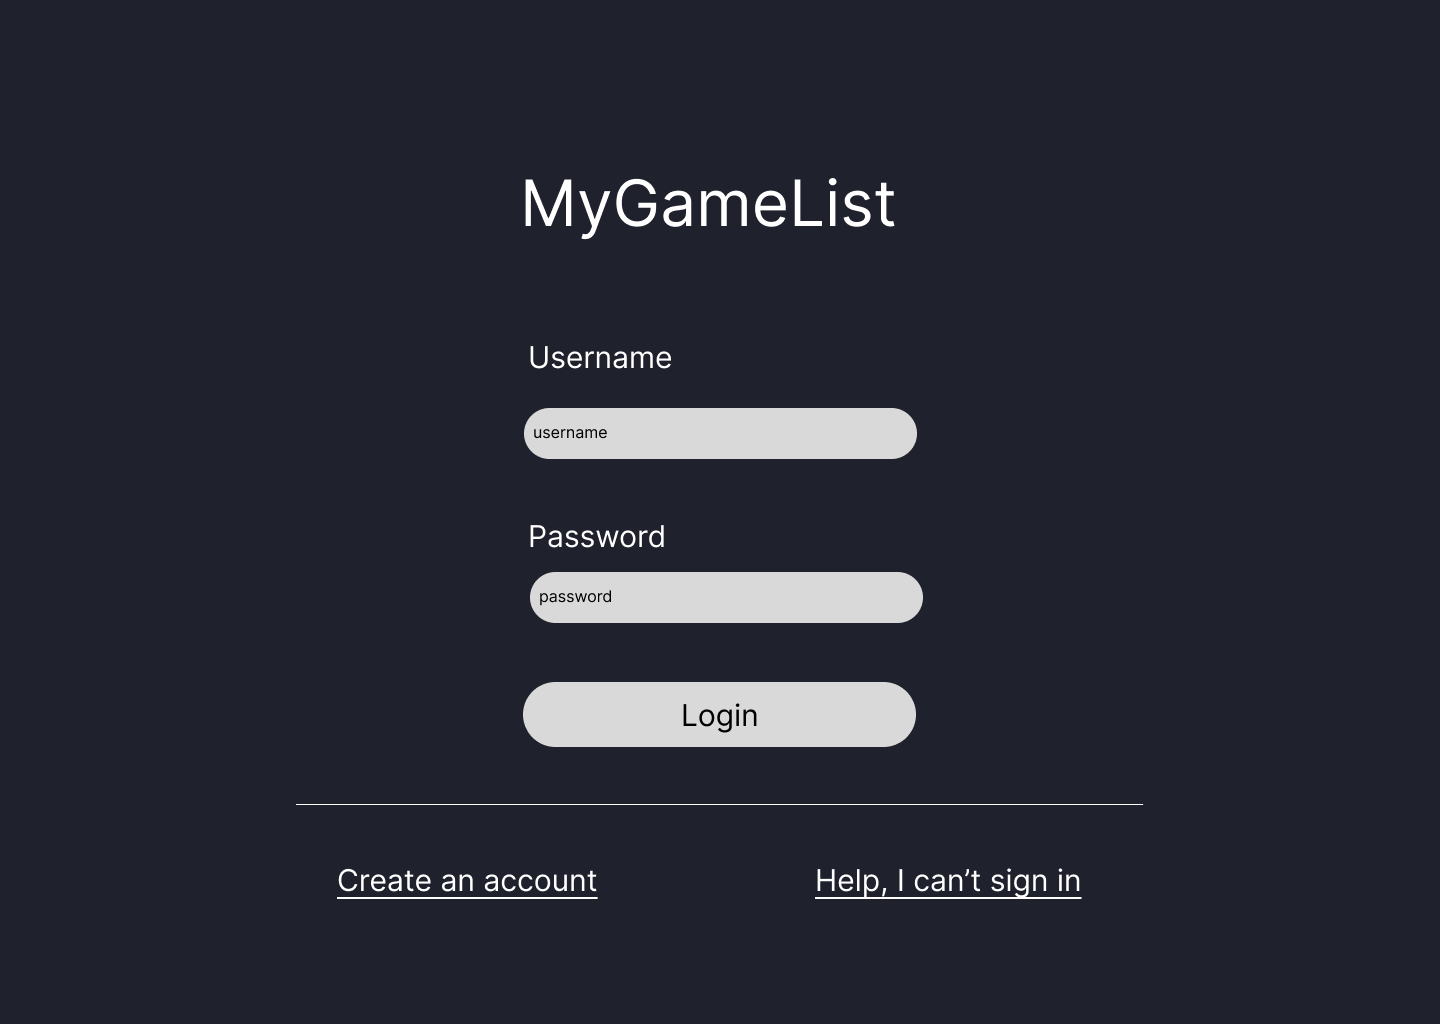 MyGameList
Username
username
Password
password
Login
Create an account
Help, I can’t sign in